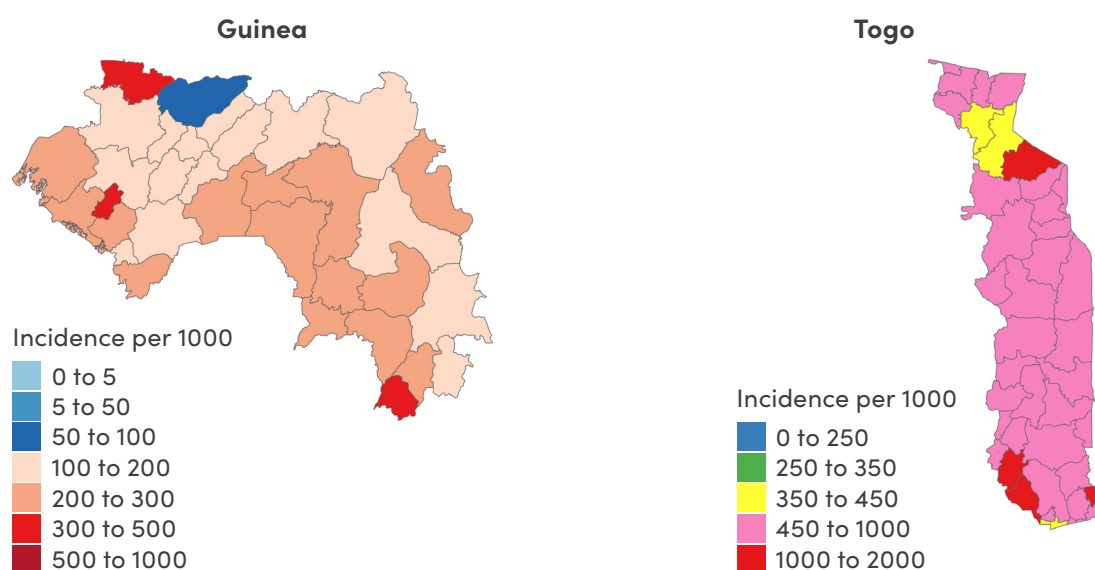 Guinea
Incidence per 1000
0 to 5
5 to 50
50 to 100
100 to 200
200 to 300
300 to 500
500 to 1000
Togo
Incidence per 1000
0 to 250
250 to 350
350 to 450
450 to 1000
1000 to 2000